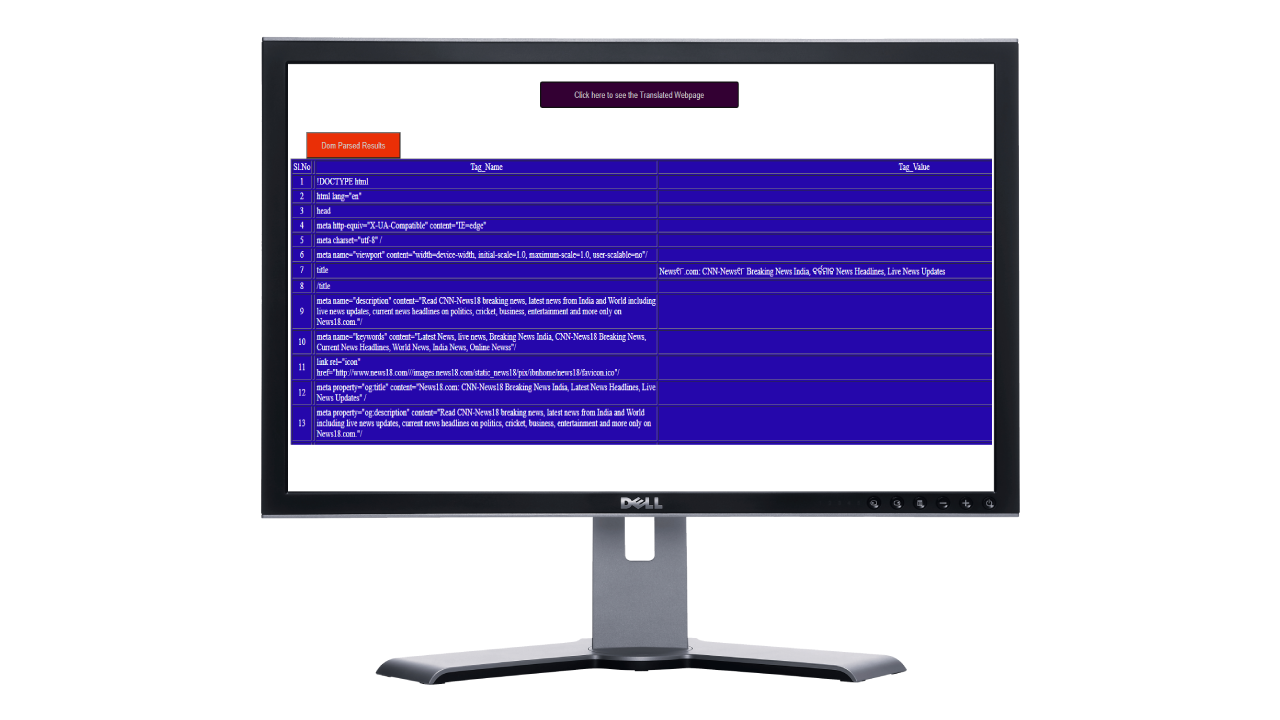 Click here to see the Translated Webpage
Dom Parsed Results
Sl.No Tag_Name Tag_Value
1 !DOCTYPE html
2 html lang="en"
3 head
4 meta http-equiv="X-UA-Compatible" content="IE=edge"
5 meta charset="utf-8" /
6 meta name="viewport" content="width=device-width, initial-scale=1.0, maximum-scale=1.0, user-scalable=no"/
7 title News୧୮.com: CNN-News୧୮ Breaking News India, ବର୍ତମାନ News Headlines, Live News Updates
8 /title
meta name="description" content="Read CNN-News18 breaking news, latest news from India and World including
9 live news updates, current news headlines on politics, cricket, business, entertainment and more only on
News18.com."/
10 meta name="keywords" content="Latest News, live news, Breaking News India, CNN-News18 Breaking News,
Current News Headlines, World News, India News, Online Newss"/
11 link rel="icon"
href="http://www.news18.com///images.news18.com/static_news18/pix/ibnhome/news18/favicon.ico"/
12 meta property="og:title" content="News18.com: CNN-News18 Breaking News India, Latest News Headlines, Live
News Updates" /
meta property="og:description" content="Read CNN-News18 breaking news, latest news from India and World
13 including live news updates, current news headlines on politics, cricket, business, entertainment and more only on
News18.com."/
DELL